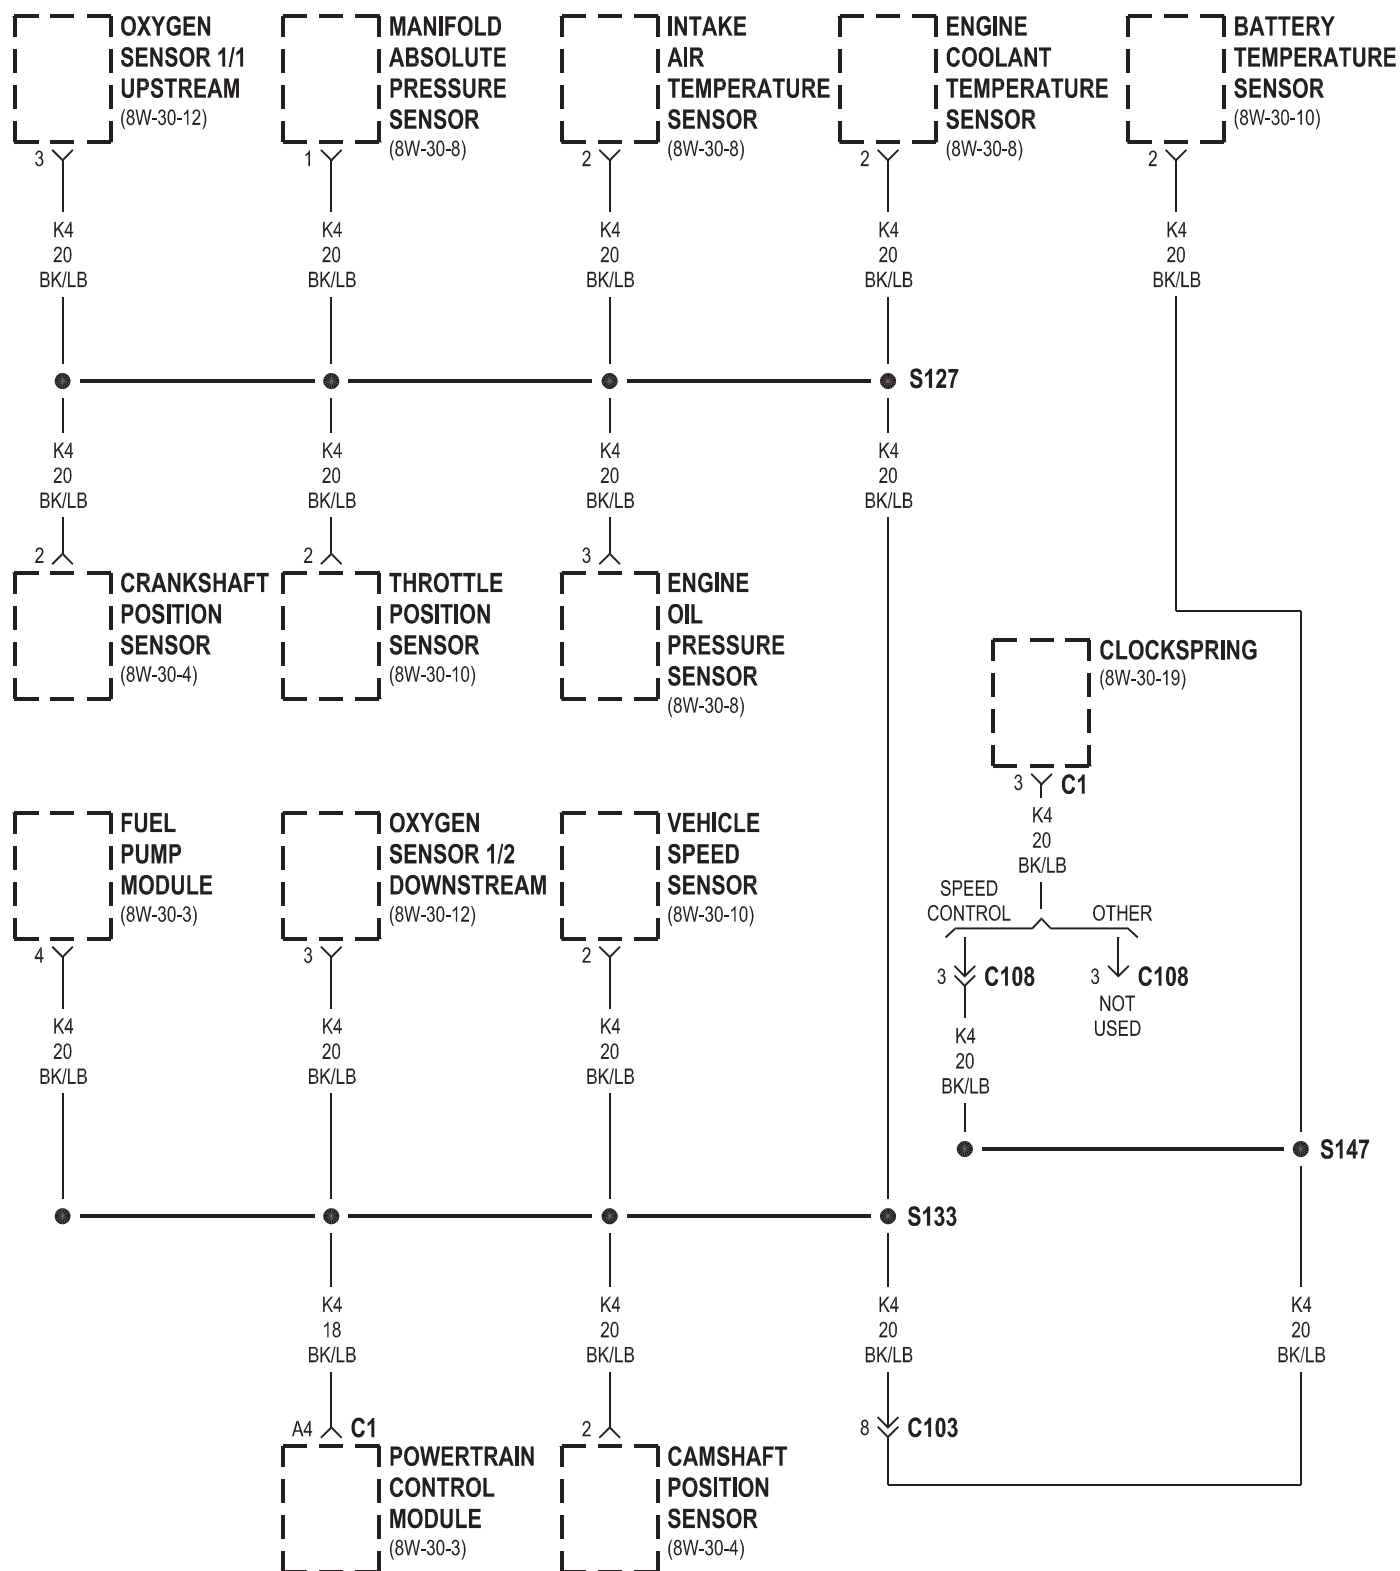 OXYGEN
SENSOR 1/1
UPSTREAM
(8W-30-12)
3
K4
20
BK/LB
MANIFOLD
ABSOLUTE
PRESSURE
SENSOR
(8W-30-8)
1
K4
20
BK/LB
INTAKE
AIR
TEMPERATURE
SENSOR
(8W-30-8)
2
K4
20
BK/LB
ENGINE
COOLANT
TEMPERATURE
SENSOR
(8W-30-8)
2
K4
20
BK/LB
BATTERY
TEMPERATURE
SENSOR
(8W-30-10)
2
K4
20
BK/LB
S127
K4
20
BK/LB
2
CRANKSHAFT
POSITION
SENSOR
(8W-30-4)
K4
20
BK/LB
2
THROTTLE
POSITION
SENSOR
(8W-30-10)
K4
20
BK/LB
3
ENGINE
OIL
PRESSURE
SENSOR
(8W-30-8)
K4
20
BK/LB
CLOCKSPRING
(8W-30-19)
3
C1
K4
20
BK/LB
SPEED
CONTROL
OTHER
3
C108
3
C108
NOT
USED
K4
20
BK/LB
S147
FUEL
PUMP
MODULE
(8W-30-3)
4
K4
20
BK/LB
OXYGEN
SENSOR 1/2
DOWNSTREAM
(8W-30-12)
3
K4
20
BK/LB
VEHICLE
SPEED
SENSOR
(8W-30-10)
2
K4
20
BK/LB
S133
K4
18
BK/LB
A4
C1
POWERTRAIN
CONTROL
MODULE
(8W-30-3)
K4
20
BK/LB
2
CAMSHAFT
POSITION
SENSOR
(8W-30-4)
K4
20
BK/LB
8
C103
K4
20
BK/LB